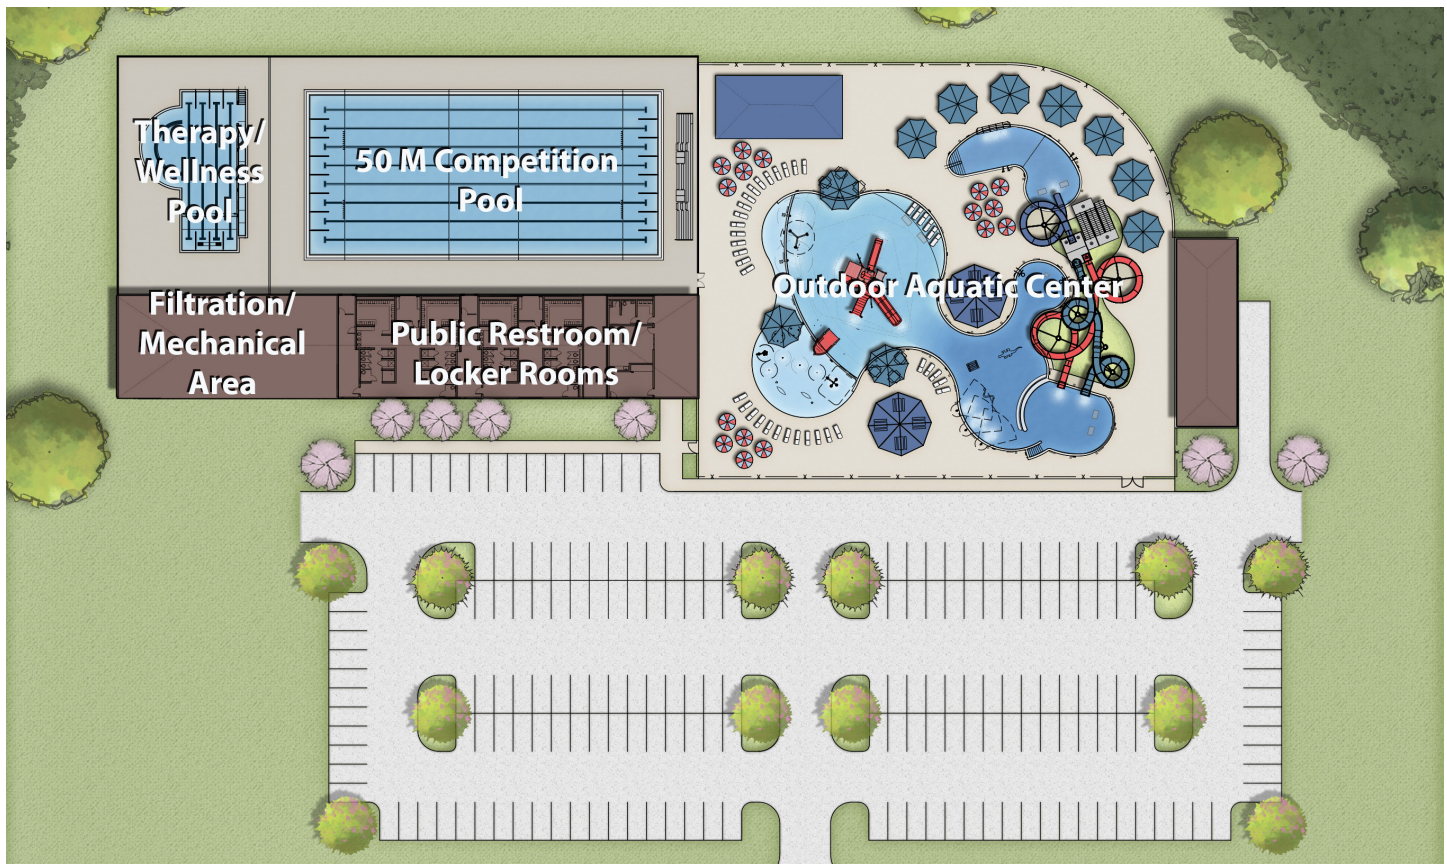 Therapy/
Wellness
Pool
50 M Competition
Pool
Outdoor Aquatic Center
Filtration/
Mechanical
Area
Public Restroom/
Locker Rooms